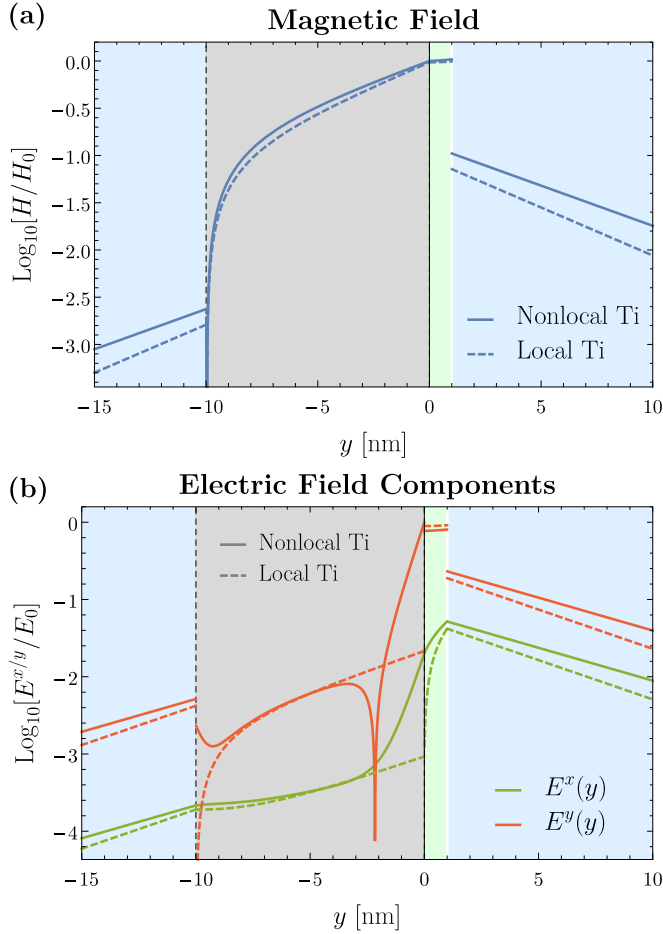 (a)
Magnetic Field
Log₁₀[H/H₀]
0.0
−0.5
−1.0
−1.5
−2.0
−2.5
−3.0
Nonlocal Ti
Local Ti
−15 −10 −5 0 5 10
y [nm]
(b)
Electric Field Components
Log₁₀[Eˣ/ʸ/E₀]
0
−1
−2
−3
−4
Nonlocal Ti
Local Ti
Eˣ(y)
Eʸ(y)
−15 −10 −5 0 5 10
y [nm]